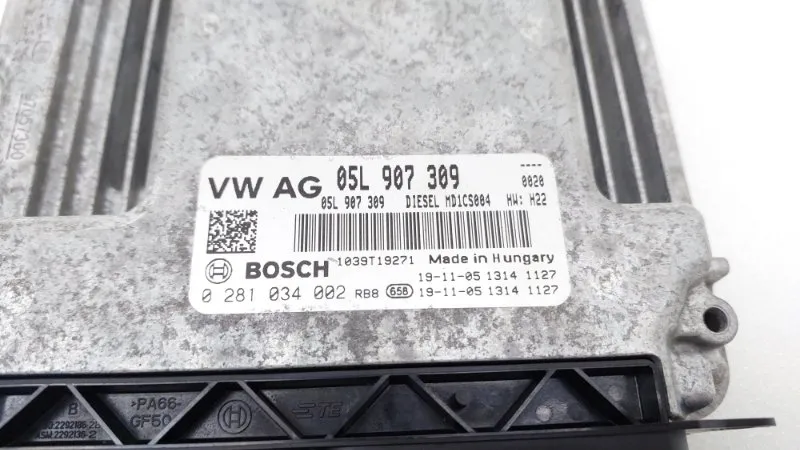 VW AG 05L 907 309 ----
05L 907 309 DIESEL MD1CS004 HW: H22 0020
1039T19271 Made in Hungary
BOSCH 19-11-05 1314 1127
0 281 034 002 RB8 658 19-11-05 1314 1127
B >PA66- TE
GF50